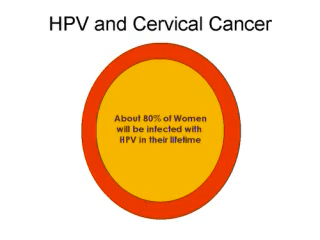 HPV and Cervical Cancer
About 80% of Women
will be infected with
HPV in their lifetime